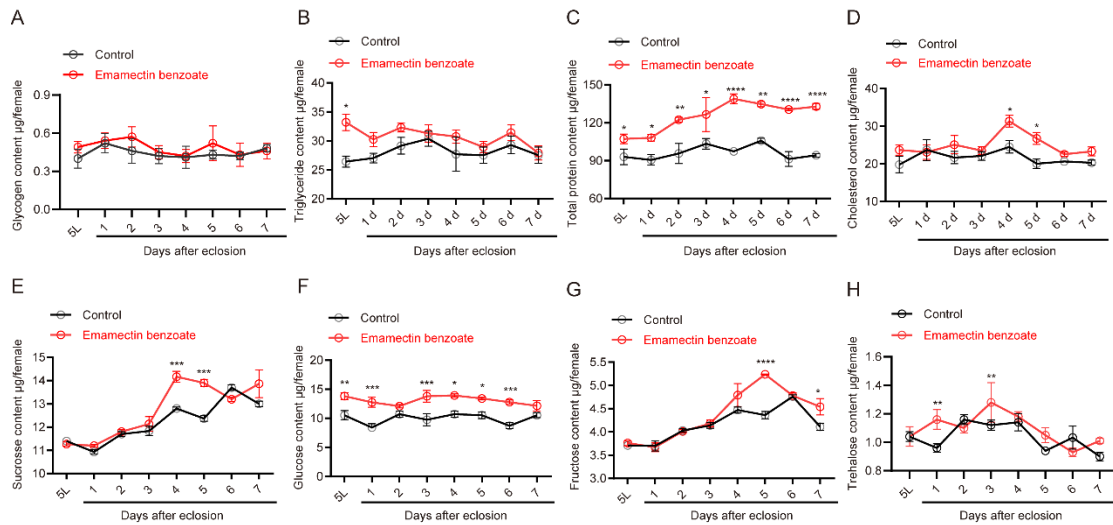 A
Control
Emamectin benzoate
Glycogen content μg/female
0.9
0.6
0.3
0.0
5L 1 2 3 4 5 6 7
Days after eclosion
B
Control
Emamectin benzoate
Triglyceride content μg/female
40
35
30
25
20
*
5L 1 d 2 d 3 d 4 d 5 d 6 d 7 d
Days after eclosion
C
Control
Emamectin benzoate
Total protein content μg/female
150
120
90
60
* * ** * **** ** **** ****
5L 1 d 2 d 3 d 4 d 5 d 6 d 7 d
Days after eclosion
D
Control
Emamectin benzoate
Cholesterol content μg/female
40
30
20
10
* *
5L 1 d 2 d 3 d 4 d 5 d 6 d 7 d
Days after eclosion
E
Control
Emamectin benzoate
Sucrosse content μg/female
15
14
13
12
11
*** ***
5L 1 2 3 4 5 6 7
Days after eclosion
F
Control
Emamectin benzoate
Glucose content μg/female
20
15
10
5
0
** *** *** * * ***
5L 1 2 3 4 5 6 7
Days after eclosion
G
Control
Emamectin benzoate
Fructose content μg/female
5.5
5.0
4.5
4.0
3.5
3.0
**** *
5L 1 2 3 4 5 6 7
Days after eclosion
H
Control
Emamectin benzoate
Trehalose content μg/female
1.6
1.4
1.2
1.0
0.8
** **
5L 1 2 3 4 5 6 7
Days after eclosion